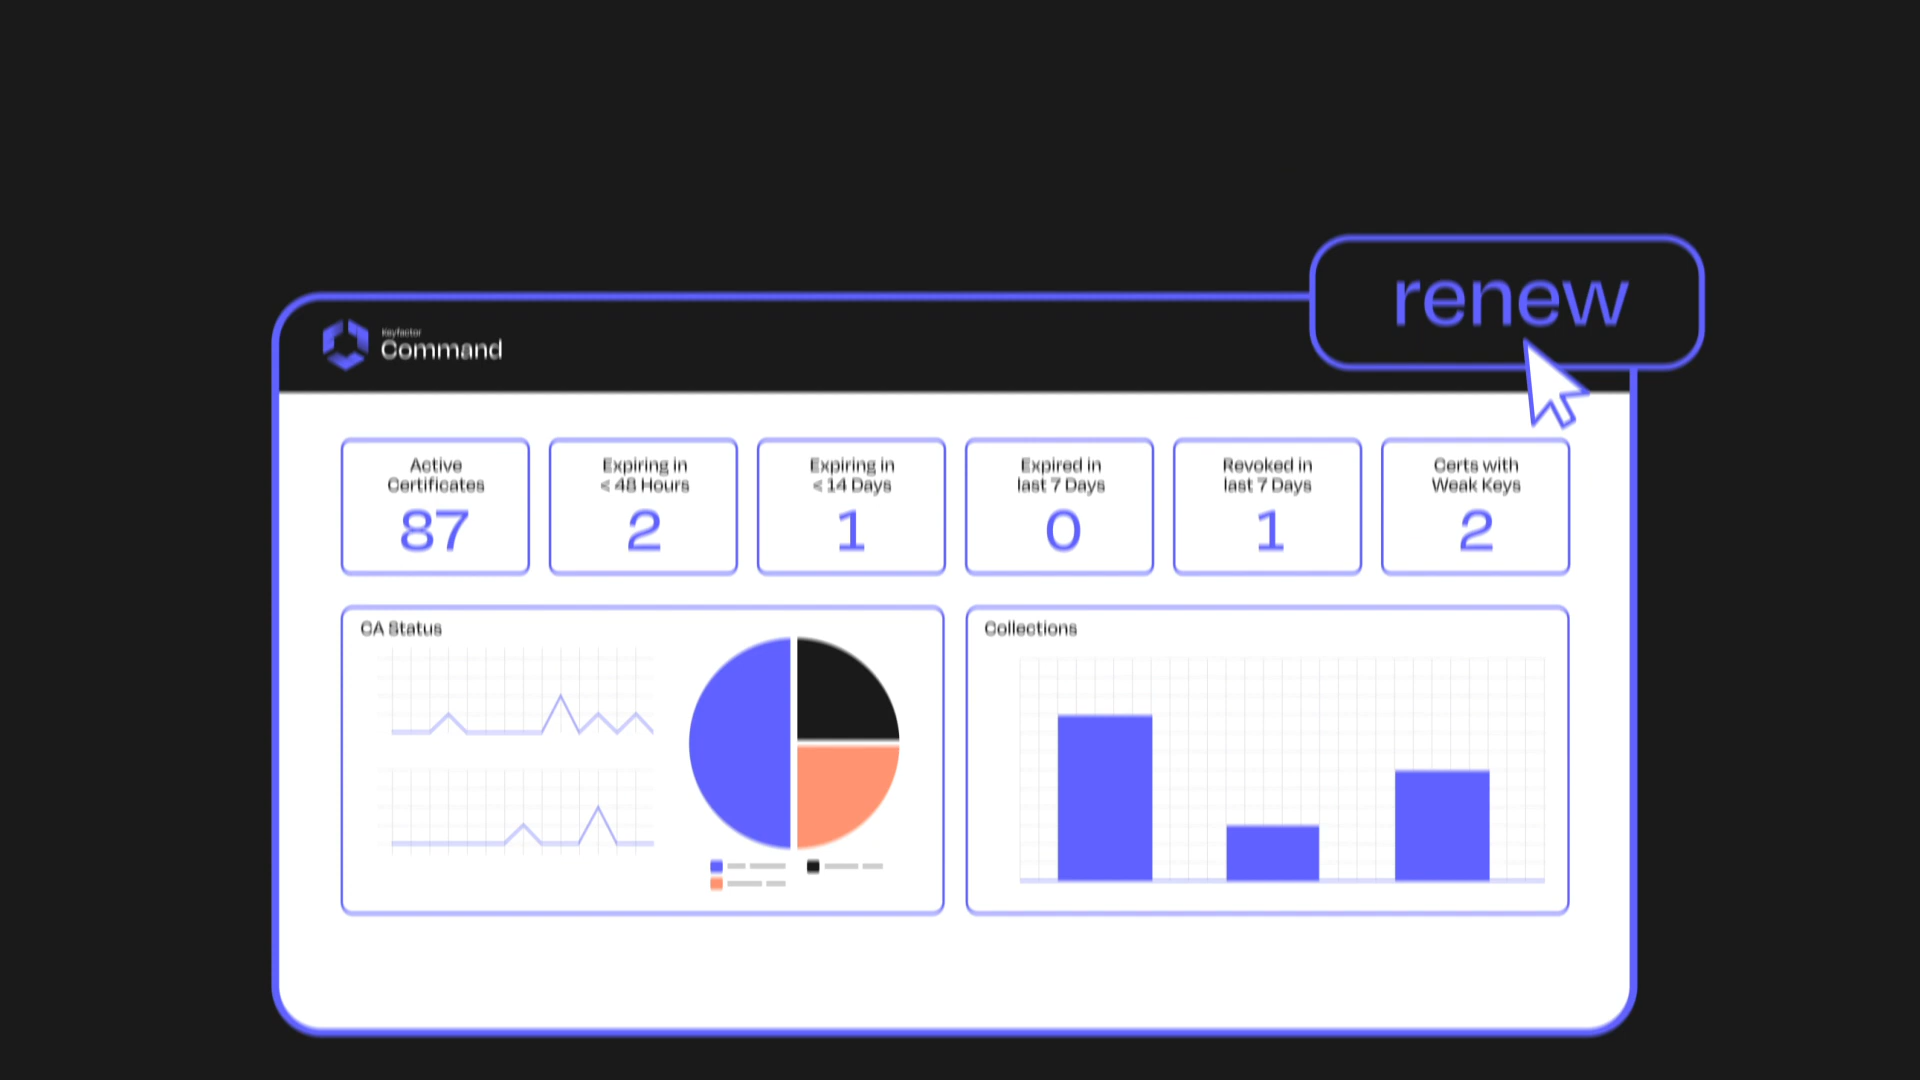 renew
Keyfactor
Command
Active
Certificates
87
Expiring in
< 48 Hours
2
Expiring in
< 14 Days
1
Expired in
last 7 Days
0
Revoked in
last 7 Days
1
Certs with
Weak Keys
2
CA Status
Collections